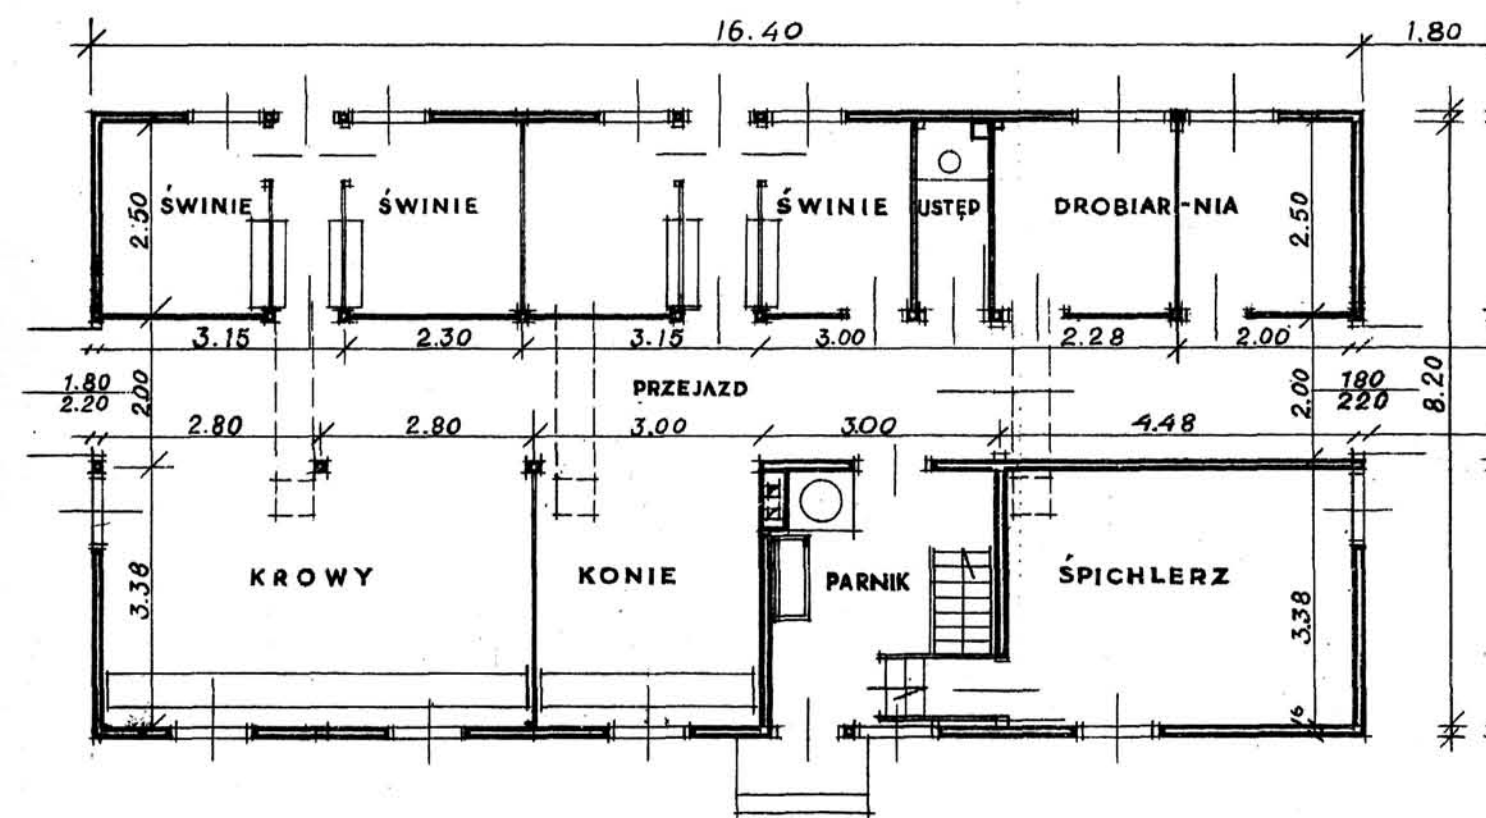 16.40
1.80
ŚWINIE
ŚWINIE
ŚWINIE
USTĘP
DROBIAR-NIA
2.50
2.50
3.15
2.30
3.15
3.00
2.28
2.00
1.80
2.20
2.00
PRZEJAZD
2.00
180
220
8.20
2.80
2.80
3.00
3.00
4.48
KROWY
KONIE
PARNIK
ŚPICHLERZ
3.38
3.38
16